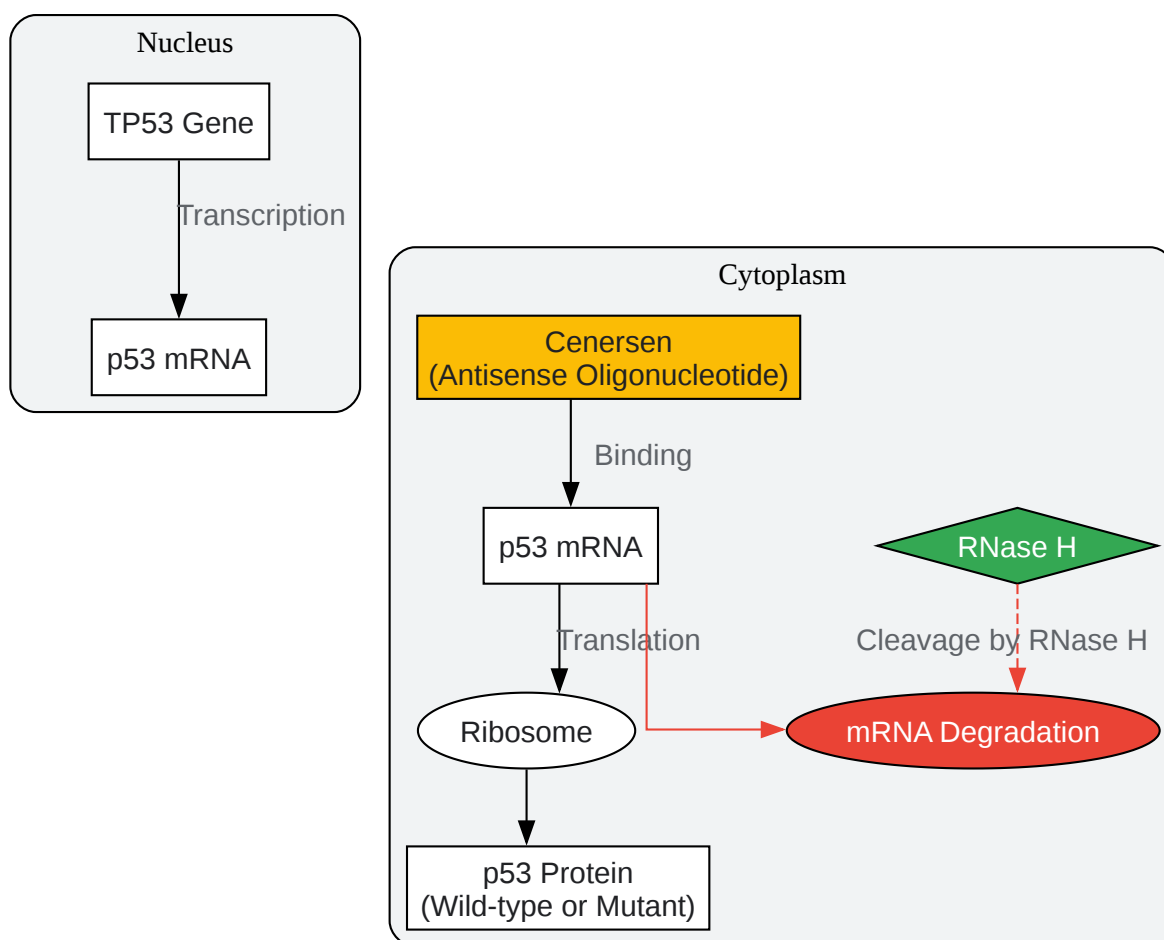 Nucleus
TP53 Gene
Transcription
p53 mRNA
Cytoplasm
Cenersen
(Antisense Oligonucleotide)
Binding
p53 mRNA
RNase H
Translation
Cleavage by RNase H
Ribosome
mRNA Degradation
p53 Protein
(Wild-type or Mutant)